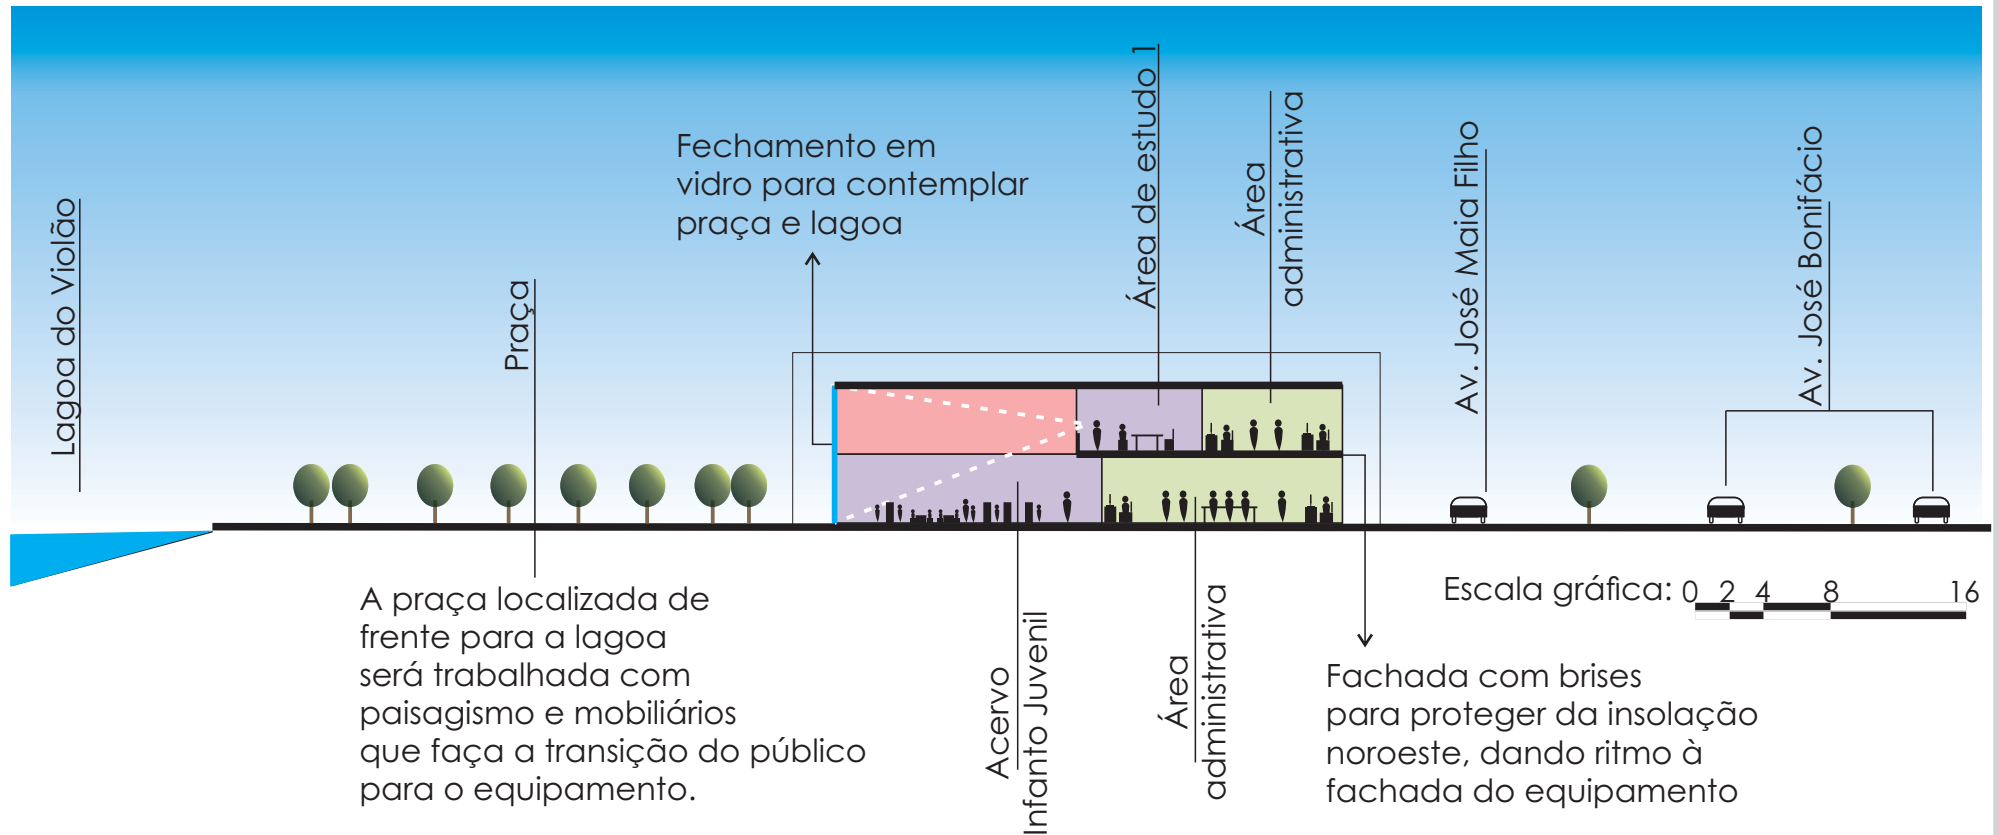 Lagoa do Violão
Praça
Fechamento em
vidro para contemplar
praça e lagoa
Área de estudo 1
Área
administrativa
Av. José Maia Filho
Av. José Bonifácio
A praça localizada de
frente para a lagoa
será trabalhada com
paisagismo e mobiliários
que faça a transição do público
para o equipamento.
Acervo
Infanto Juvenil
Área
administrativa
Escala gráfica: 0 2 4 8 16
Fachada com brises
para proteger da insolação
noroeste, dando ritmo à
fachada do equipamento